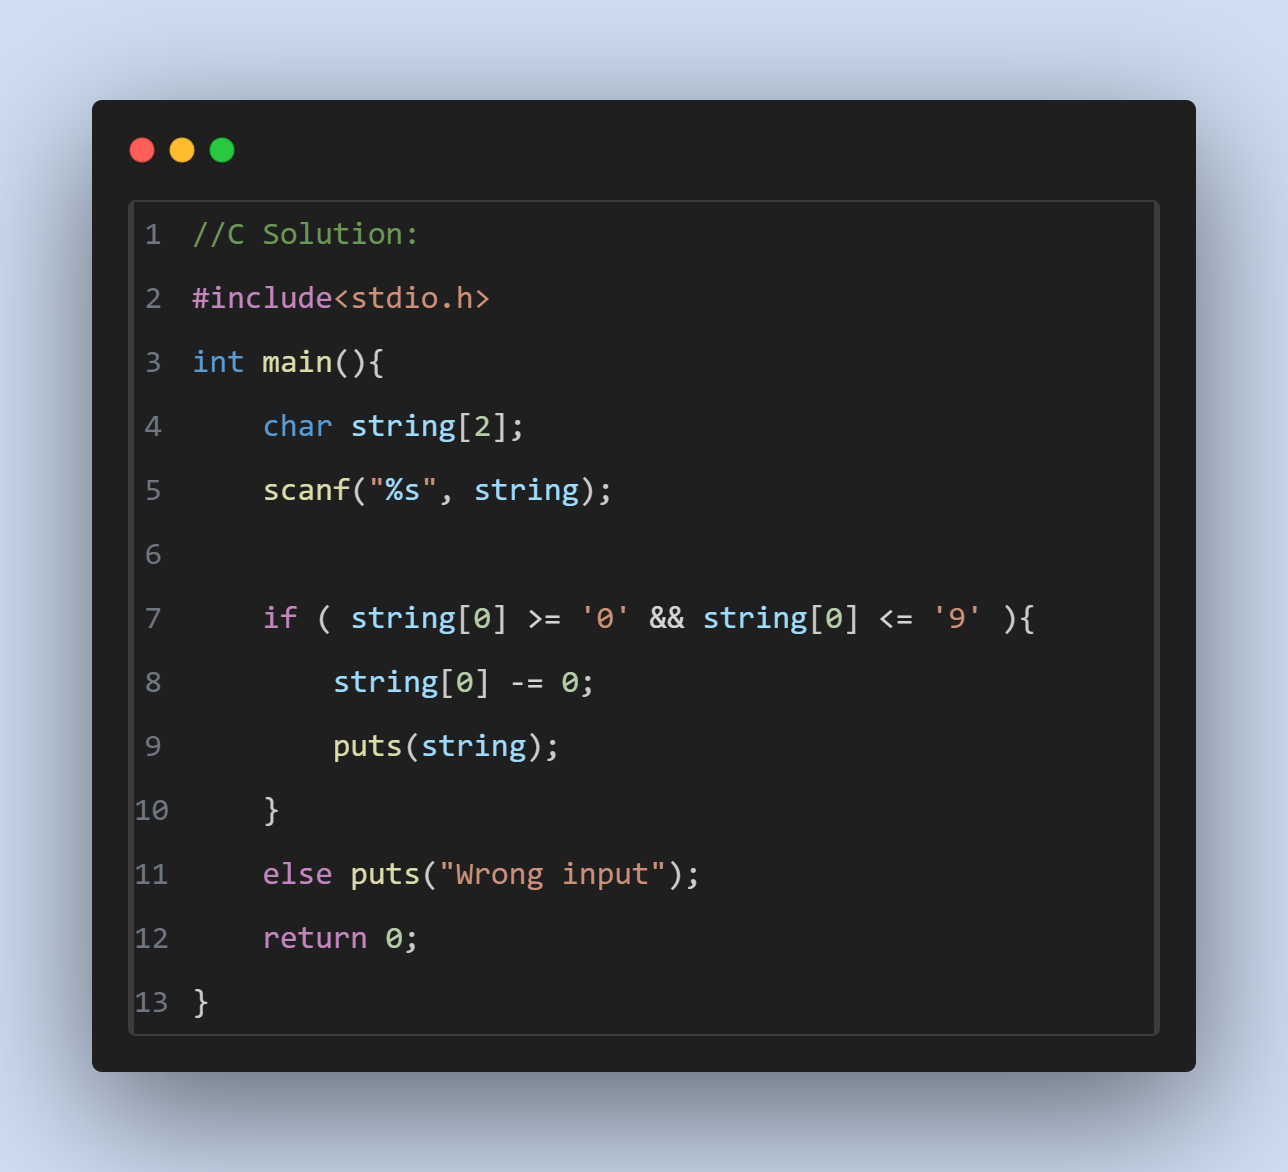 1 //C Solution:
2 #include<stdio.h>
3 int main(){
4     char string[2];
5     scanf("%s", string);
6
7     if ( string[0] >= '0' && string[0] <= '9' ){
8         string[0] -= 0;
9         puts(string);
10     }
11     else puts("Wrong input");
12     return 0;
13 }